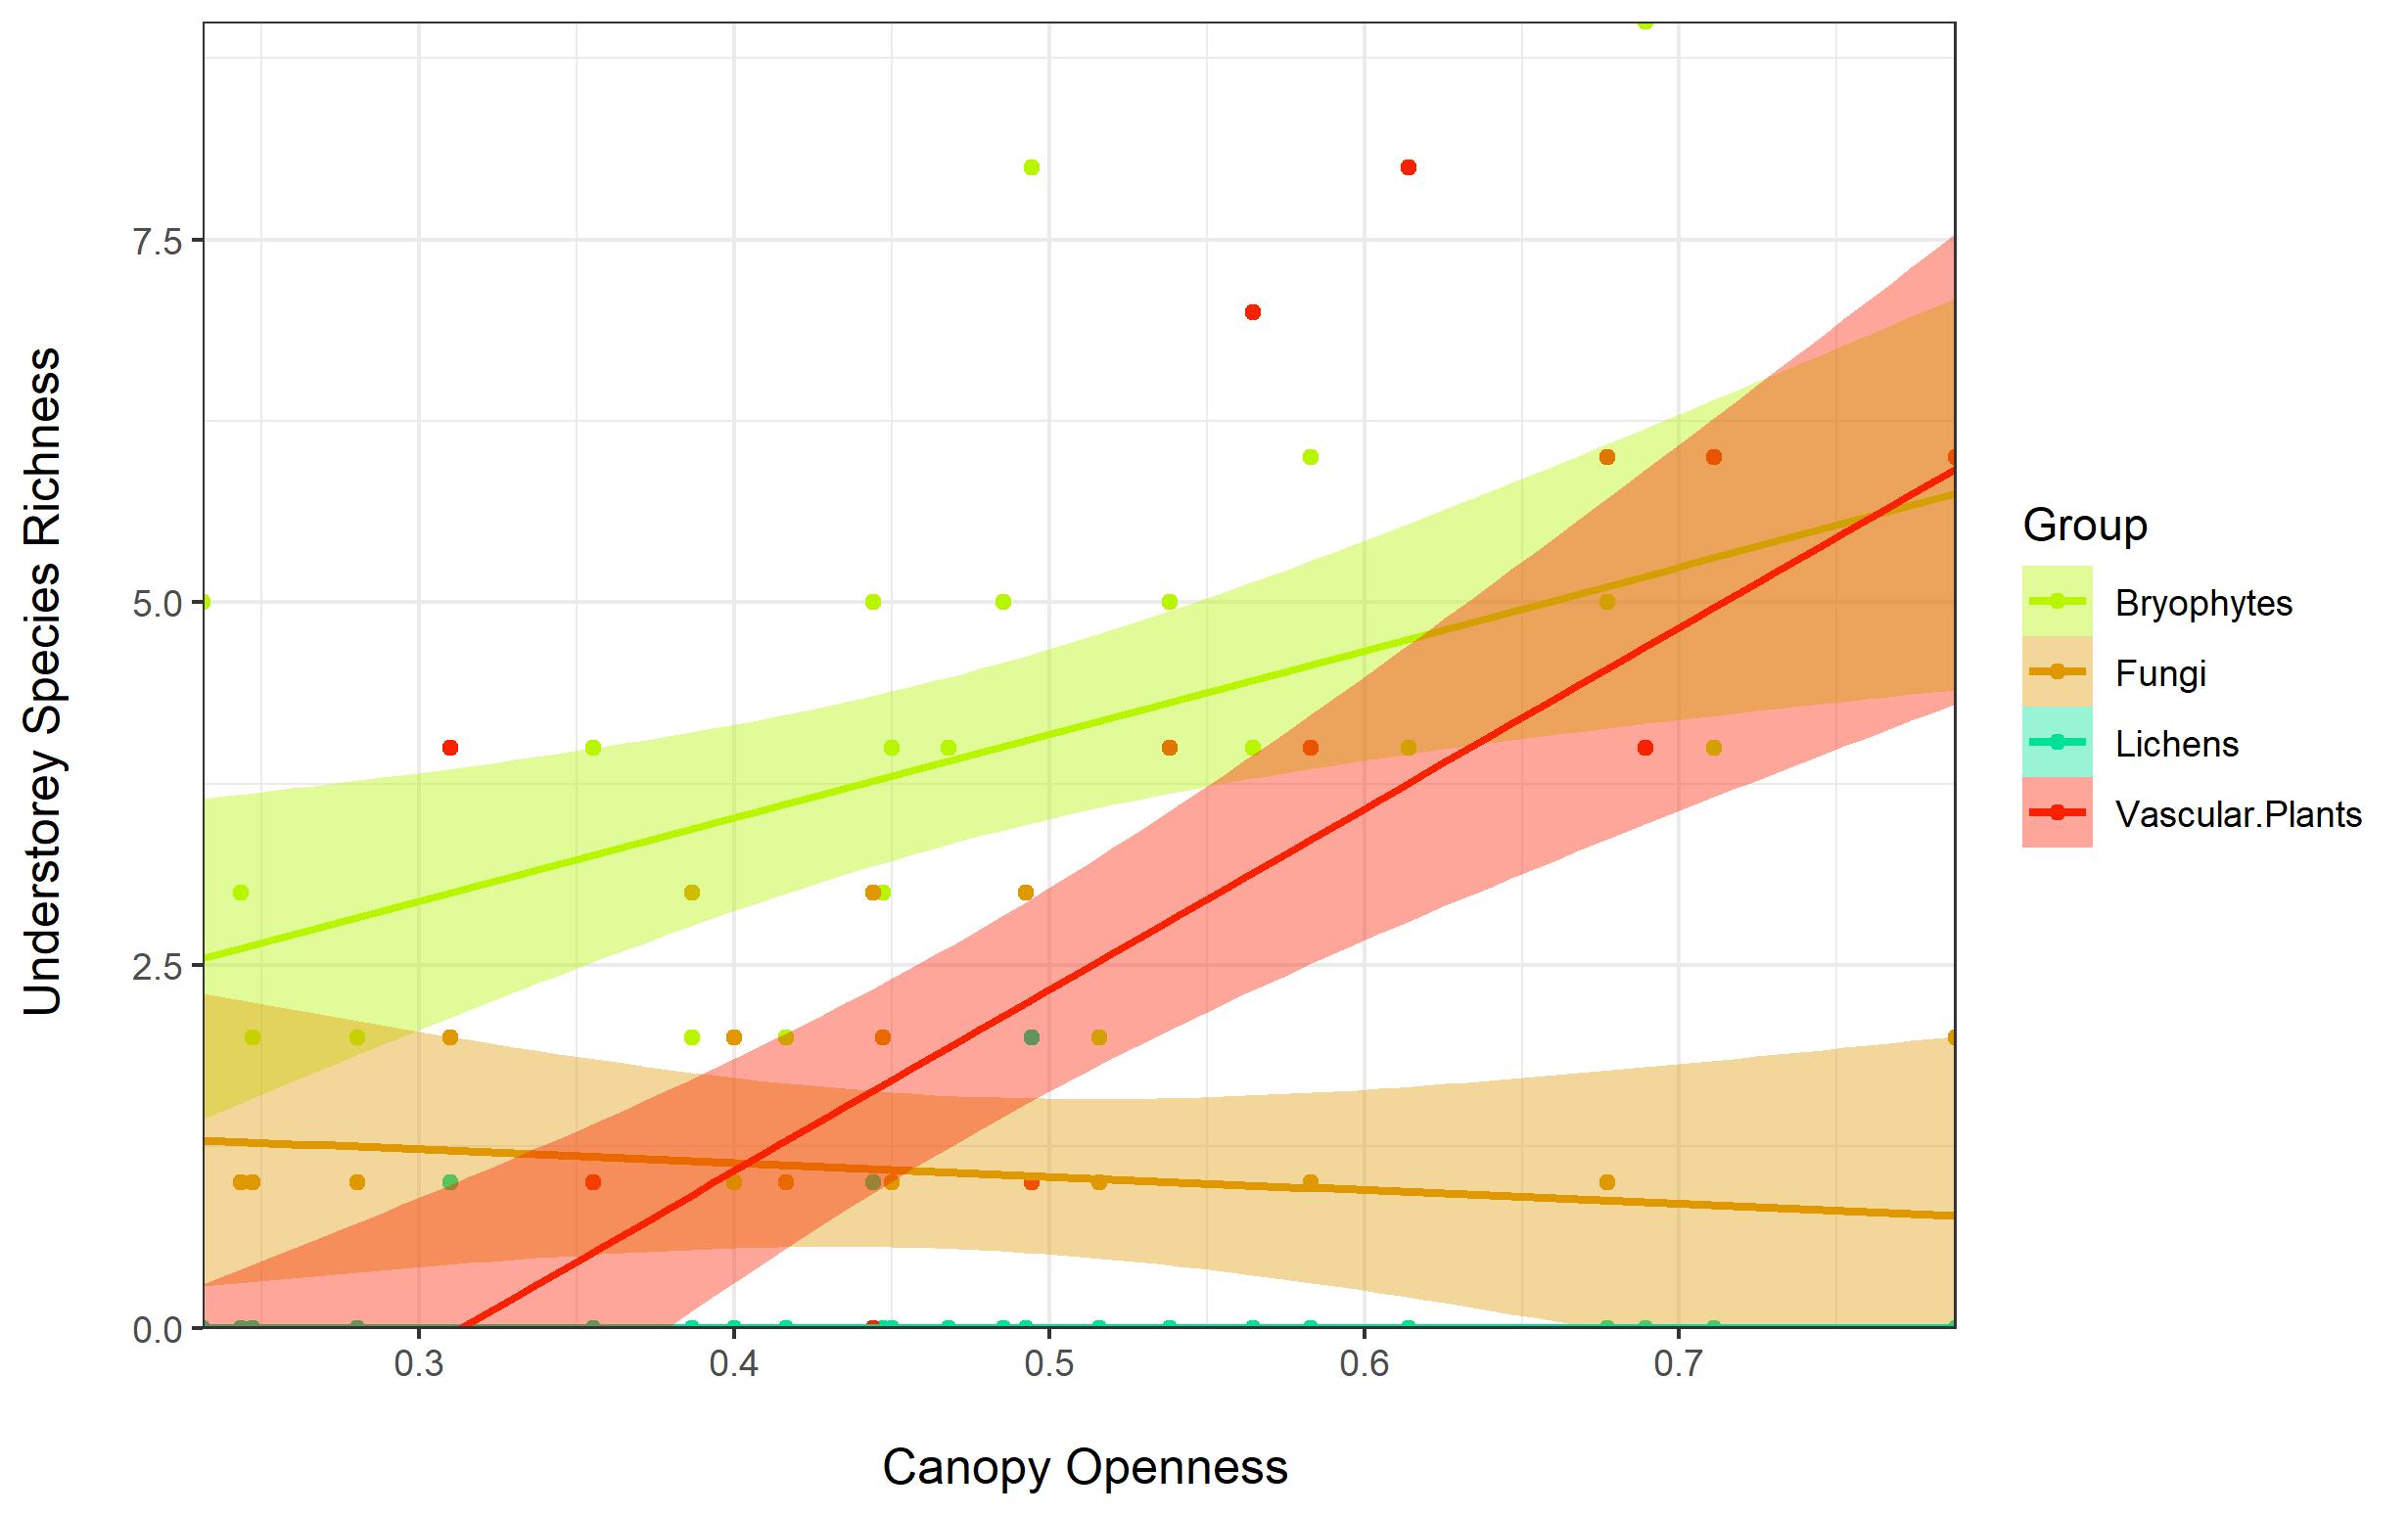 Understorey Species Richness
7.5
5.0
2.5
0.0
0.3 0.4 0.5 0.6 0.7
Canopy Openness
Group
Bryophytes
Fungi
Lichens
Vascular.Plants